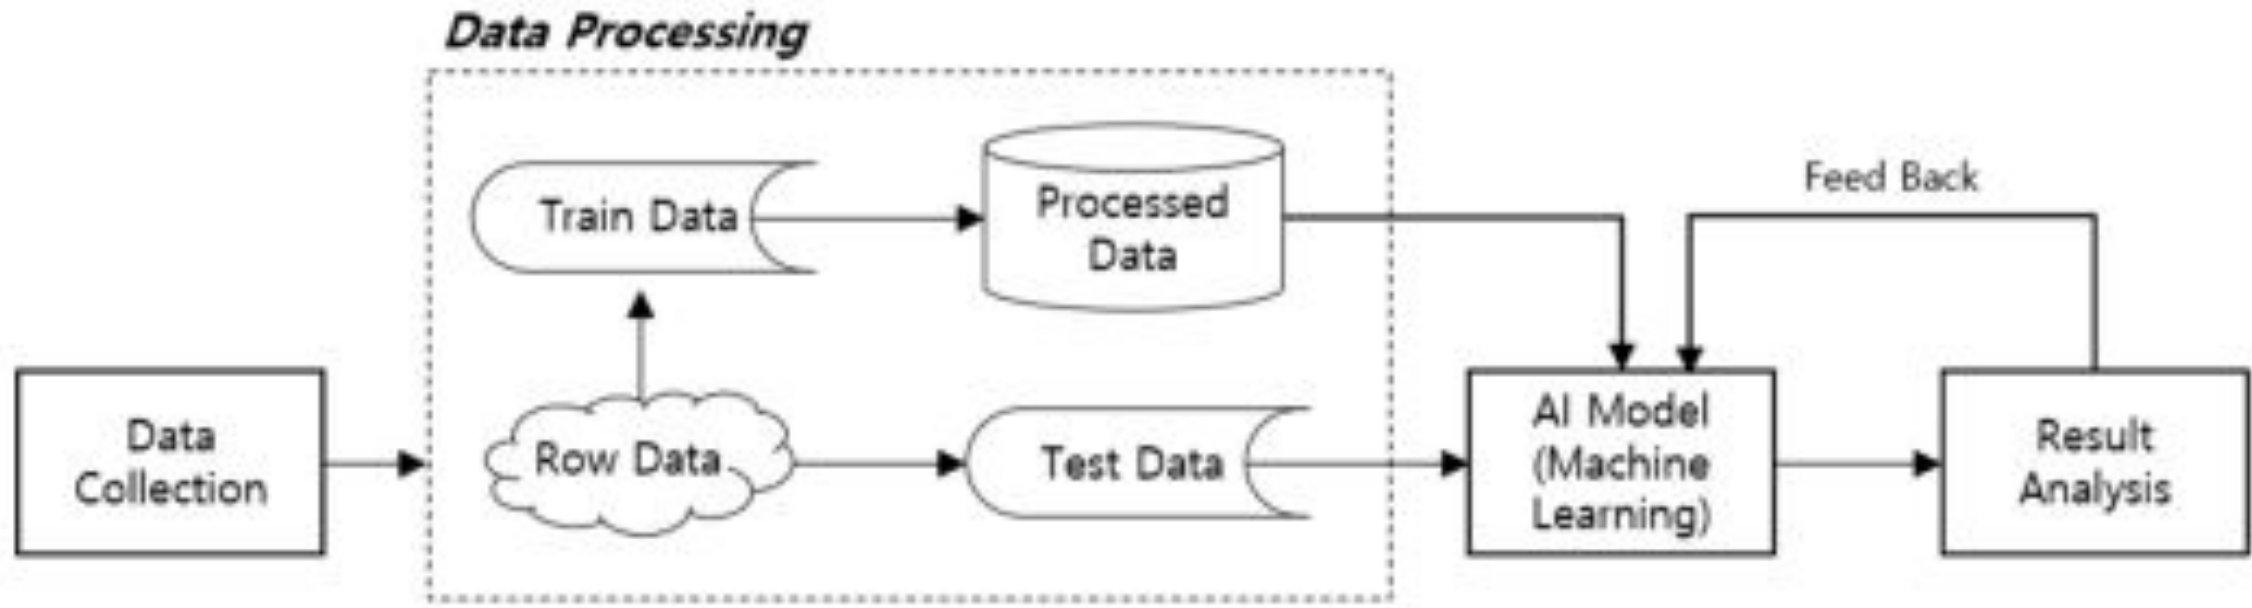 Data Processing
Train Data
Processed
Data
Feed Back
Data
Collection
Row Data
Test Data
AI Model
(Machine
Learning)
Result
Analysis